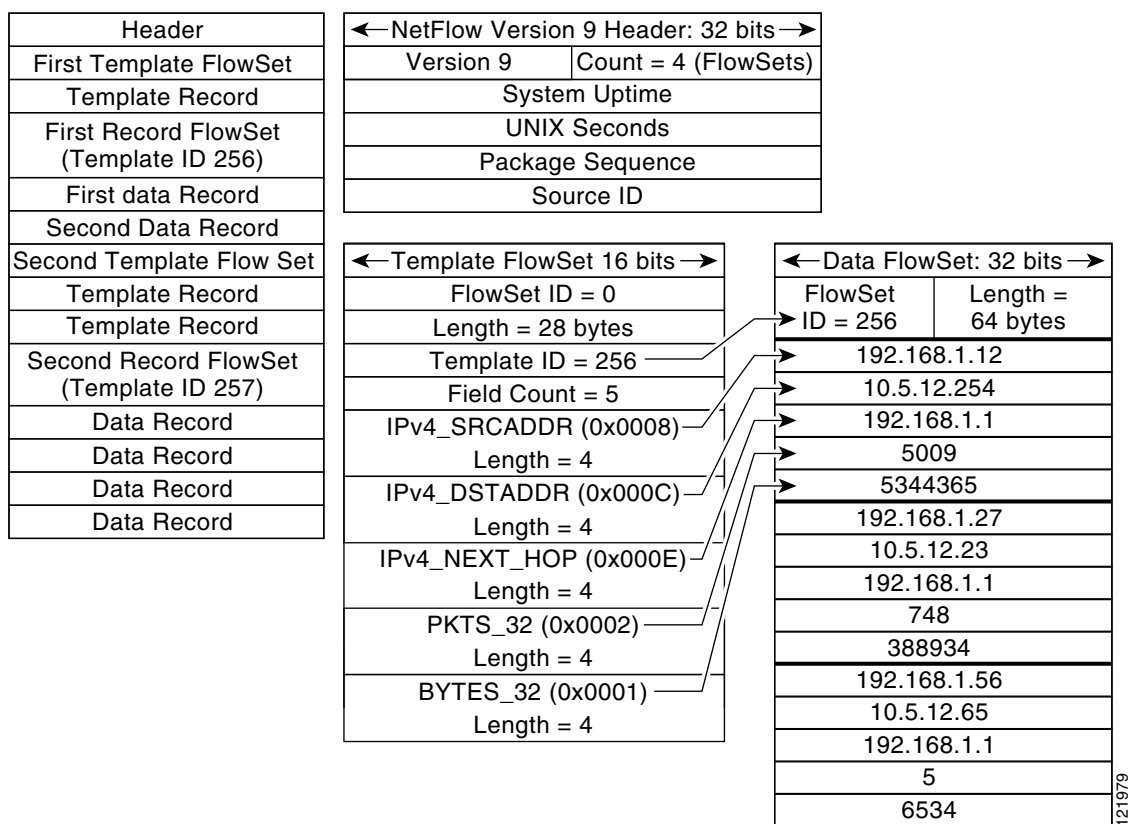 Header
First Template FlowSet
Template Record
First Record FlowSet
(Template ID 256)
First data Record
Second Data Record
Second Template Flow Set
Template Record
Template Record
Second Record FlowSet
(Template ID 257)
Data Record
Data Record
Data Record
Data Record
NetFlow Version 9 Header: 32 bits
Version 9
Count = 4 (FlowSets)
System Uptime
UNIX Seconds
Package Sequence
Source ID
Template FlowSet 16 bits
FlowSet ID = 0
Length = 28 bytes
Template ID = 256
Field Count = 5
IPv4_SRCADDR (0x0008)
Length = 4
IPv4_DSTADDR (0x000C)
Length = 4
IPv4_NEXT_HOP (0x000E)
Length = 4
PKTS_32 (0x0002)
Length = 4
BYTES_32 (0x0001)
Length = 4
Data FlowSet: 32 bits
FlowSet
ID = 256
Length =
64 bytes
192.168.1.12
10.5.12.254
192.168.1.1
5009
5344365
192.168.1.27
10.5.12.23
192.168.1.1
748
388934
192.168.1.56
10.5.12.65
192.168.1.1
5
6534
121979